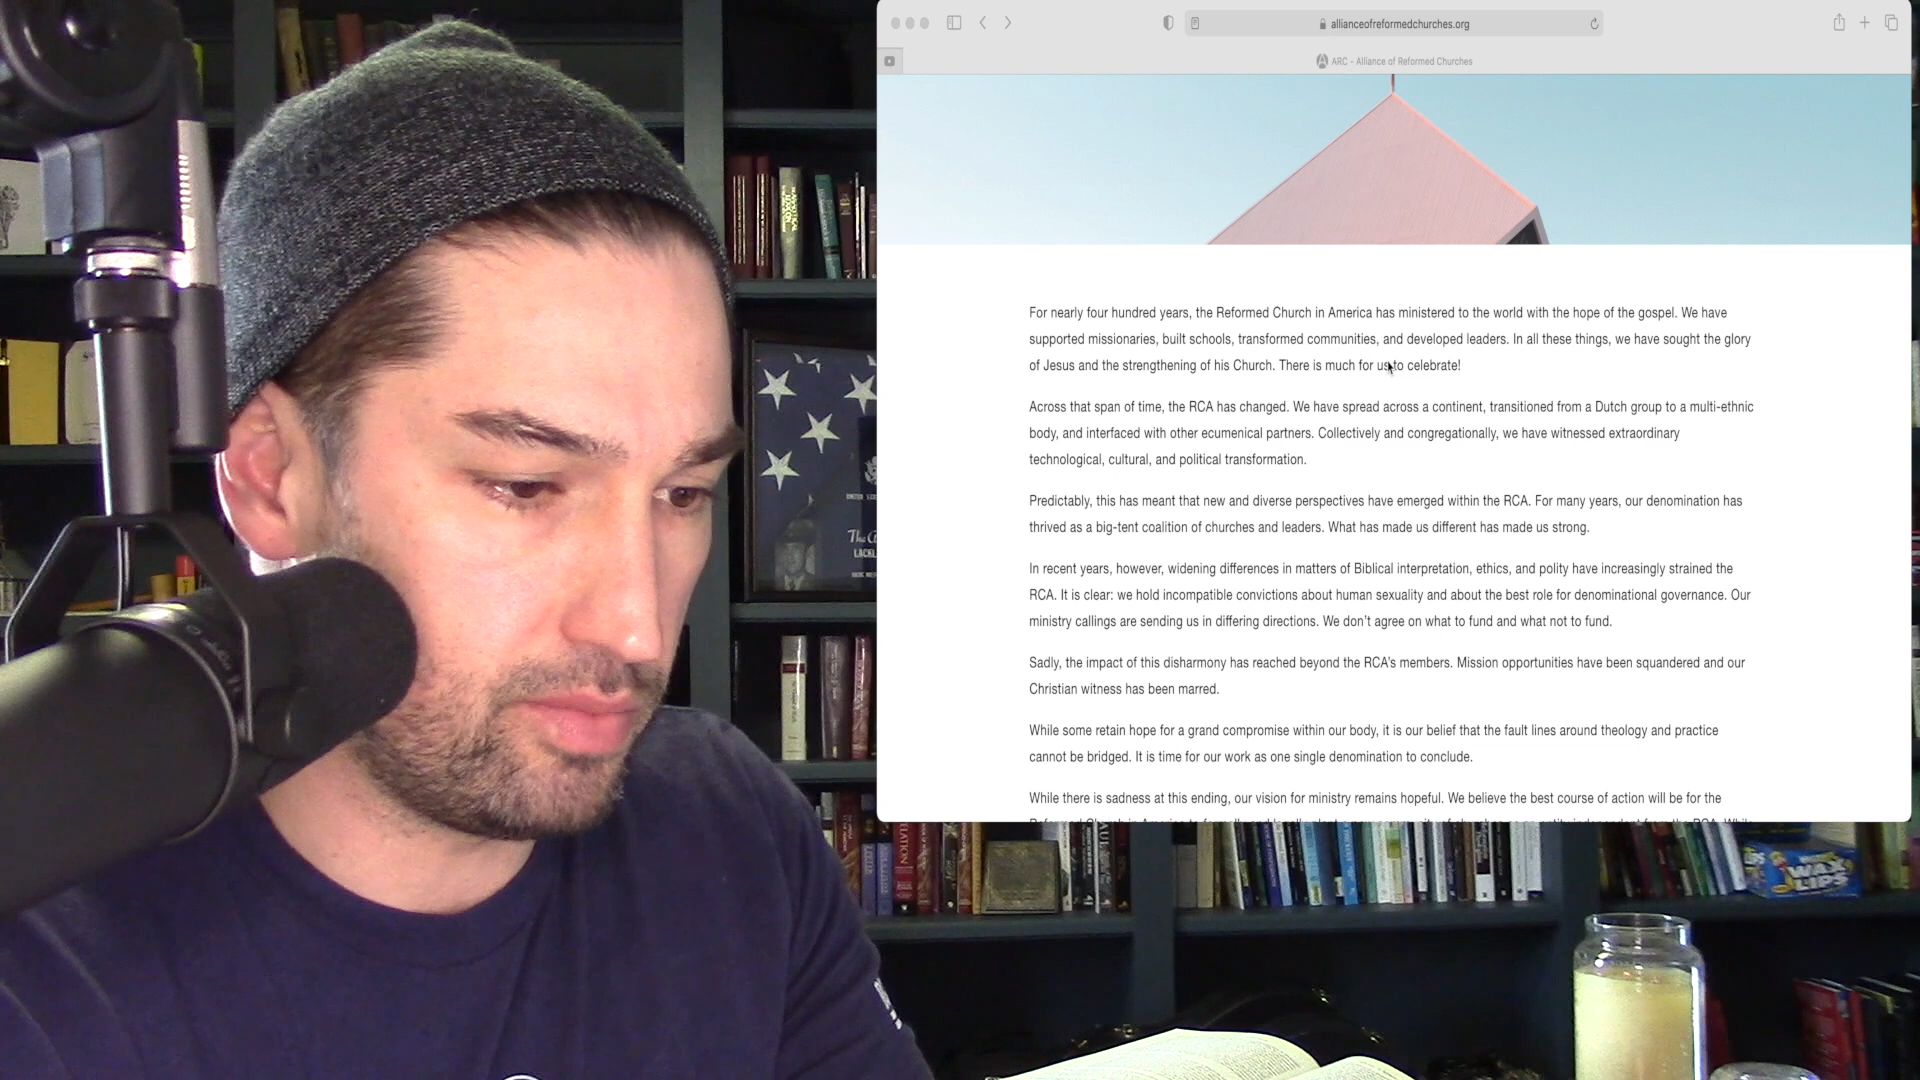 allianceofreformedchurches.org
ARC - Alliance of Reformed Churches
For nearly four hundred years, the Reformed Church in America has ministered to the world with the hope of the gospel. We have
supported missionaries, built schools, transformed communities, and developed leaders. In all these things, we have sought the glory
of Jesus and the strengthening of his Church. There is much for us to celebrate!
Across that span of time, the RCA has changed. We have spread across a continent, transitioned from a Dutch group to a multi-ethnic
body, and interfaced with other ecumenical partners. Collectively and congregationally, we have witnessed extraordinary
technological, cultural, and political transformation.
Predictably, this has meant that new and diverse perspectives have emerged within the RCA. For many years, our denomination has
thrived as a big-tent coalition of churches and leaders. What has made us different has made us strong.
In recent years, however, widening differences in matters of Biblical interpretation, ethics, and polity have increasingly strained the
RCA. It is clear: we hold incompatible convictions about human sexuality and about the best role for denominational governance. Our
ministry callings are sending us in differing directions. We don't agree on what to fund and what not to fund.
Sadly, the impact of this disharmony has reached beyond the RCA's members. Mission opportunities have been squandered and our
Christian witness has been marred.
While some retain hope for a grand compromise within our body, it is our belief that the fault lines around theology and practice
cannot be bridged. It is time for our work as one single denomination to conclude.
While there is sadness at this ending, our vision for ministry remains hopeful. We believe the best course of action will be for the
The
LACKL
WAX
LIPS